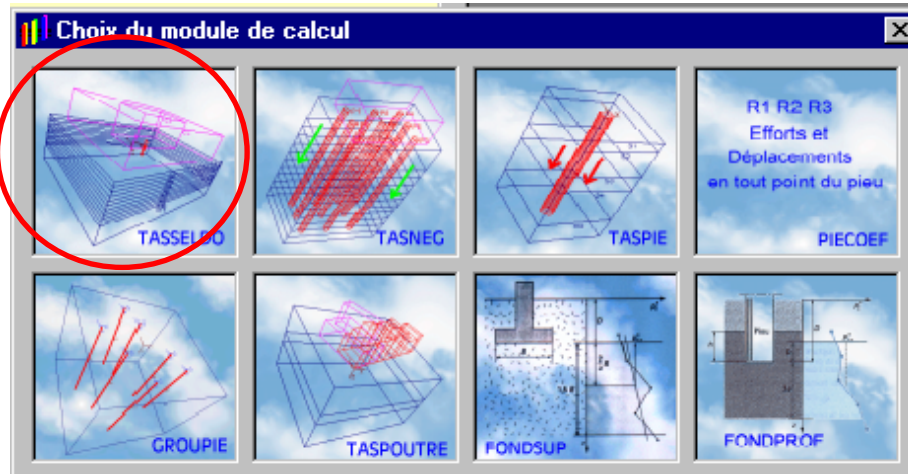 Choix du module de calcul
TASSELDO
TASNEG
TASPIE
R1 R2 R3
Efforts et
Déplacements
en tout point du pieu
PIECOEF
GROUPIE
TASPOUTRE
FONDSUP
Pieu
FONDPROF